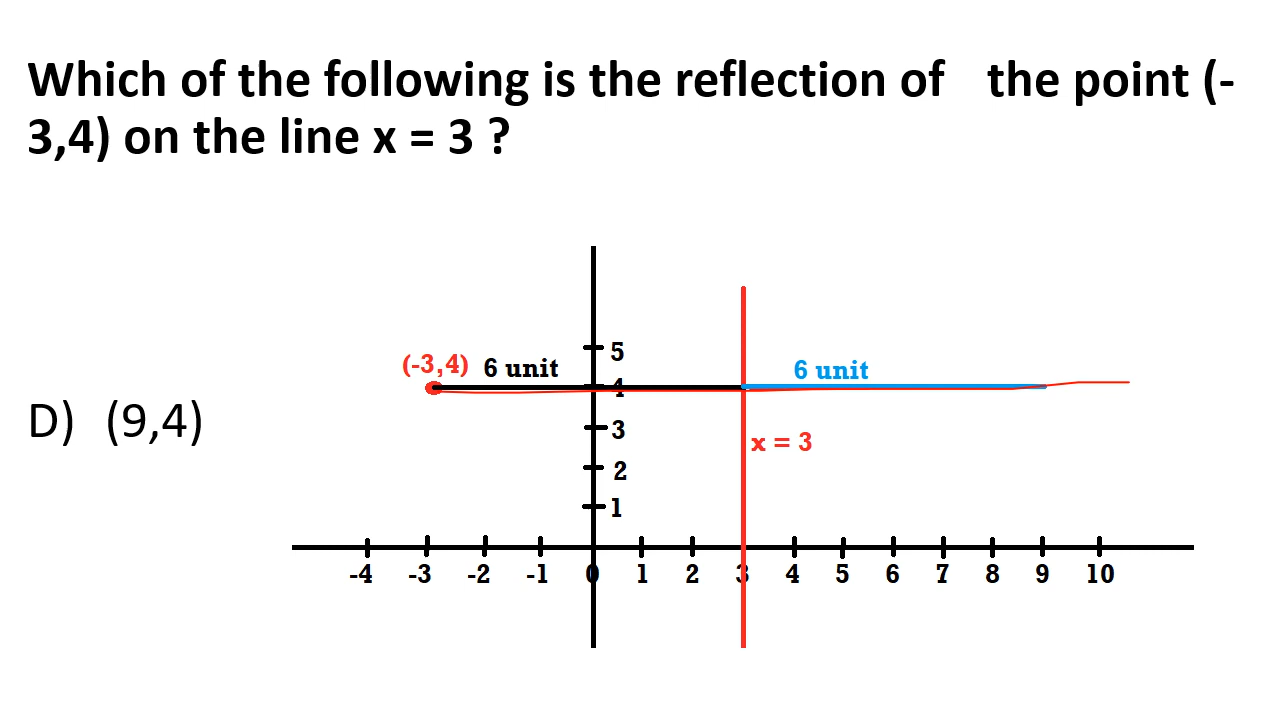 Which of the following is the reflection of the point (-
3,4) on the line x = 3 ?
5
(-3,4) 6 unit
6 unit
4
D) (9,4)
3
x = 3
2
1
-4 -3 -2 -1 0 1 2 3 4 5 6 7 8 9 10